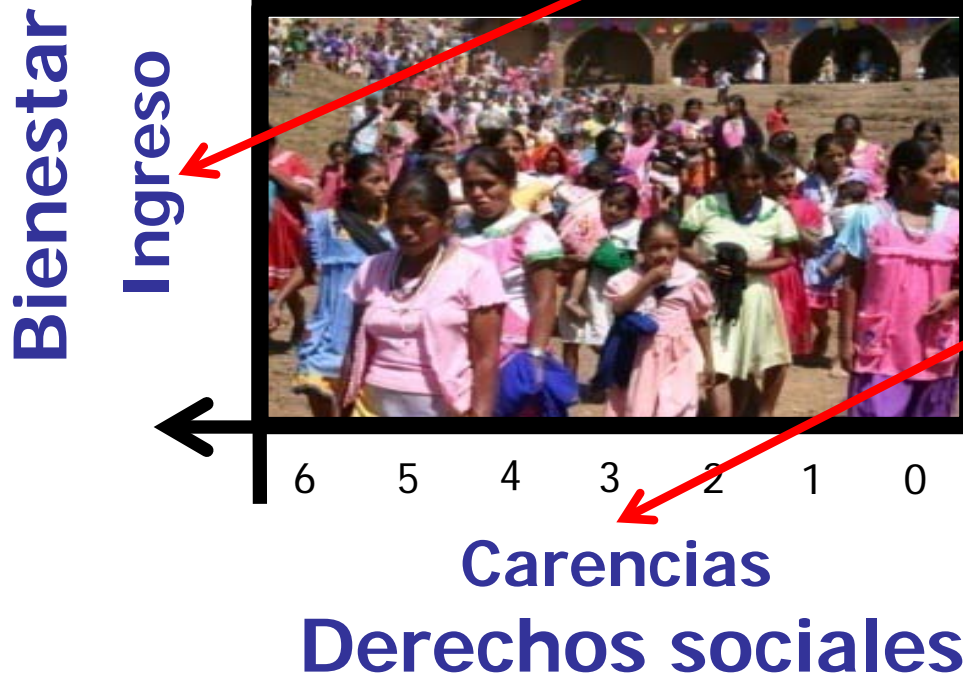 Bienestar
Ingreso
6 5 4 3 2 1 0
Carencias
Derechos sociales